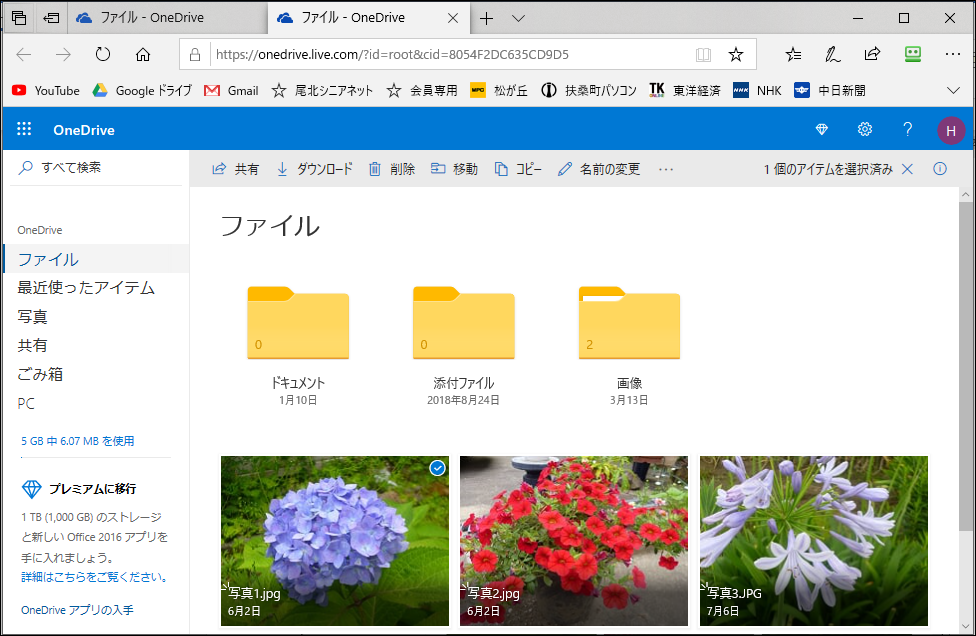 ファイル - OneDrive
ファイル - OneDrive
https://onedrive.live.com/?id=root&cid=8054F2DC635CD9D5
YouTube Google ドライブ Gmail 尾北シニアネット 会員専用 MPC 松が丘 扶桑町パソコン TK ONLINE 東洋経済 NHK NHK 中日新聞
OneDrive ? H
すべて検索 共有 ダウンロード 削除 移動 コピー 名前の変更 ··· 1 個のアイテムを選択済み
ファイル
OneDrive
ファイル
最近使ったアイテム
写真
共有
ごみ箱
PC
5 GB 中 6.07 MB を使用
プレミアムに移行
1 TB (1,000 GB) のストレージ
と新しい Office 2016 アプリを
手に入れましょう。
詳細はこちらをご覧ください。
OneDrive アプリの入手
0 0 2
ドキュメント 添付ファイル 画像
1月10日 2018年8月24日 3月13日
写真1.jpg 写真2.jpg 写真3.JPG
6月2日 6月2日 7月6日